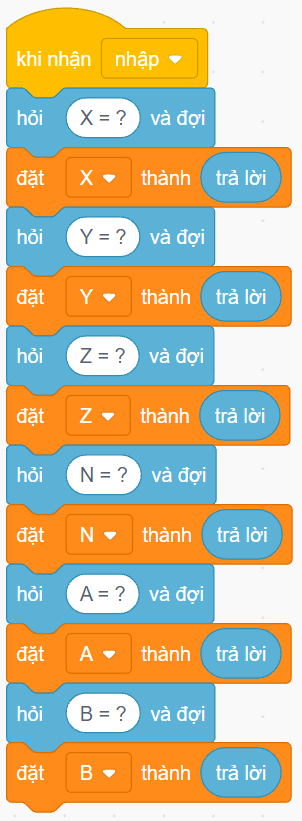 khi nhận nhập
hỏi X = ? và đợi
đặt X thành trả lời
hỏi Y = ? và đợi
đặt Y thành trả lời
hỏi Z = ? và đợi
đặt Z thành trả lời
hỏi N = ? và đợi
đặt N thành trả lời
hỏi A = ? và đợi
đặt A thành trả lời
hỏi B = ? và đợi
đặt B thành trả lời